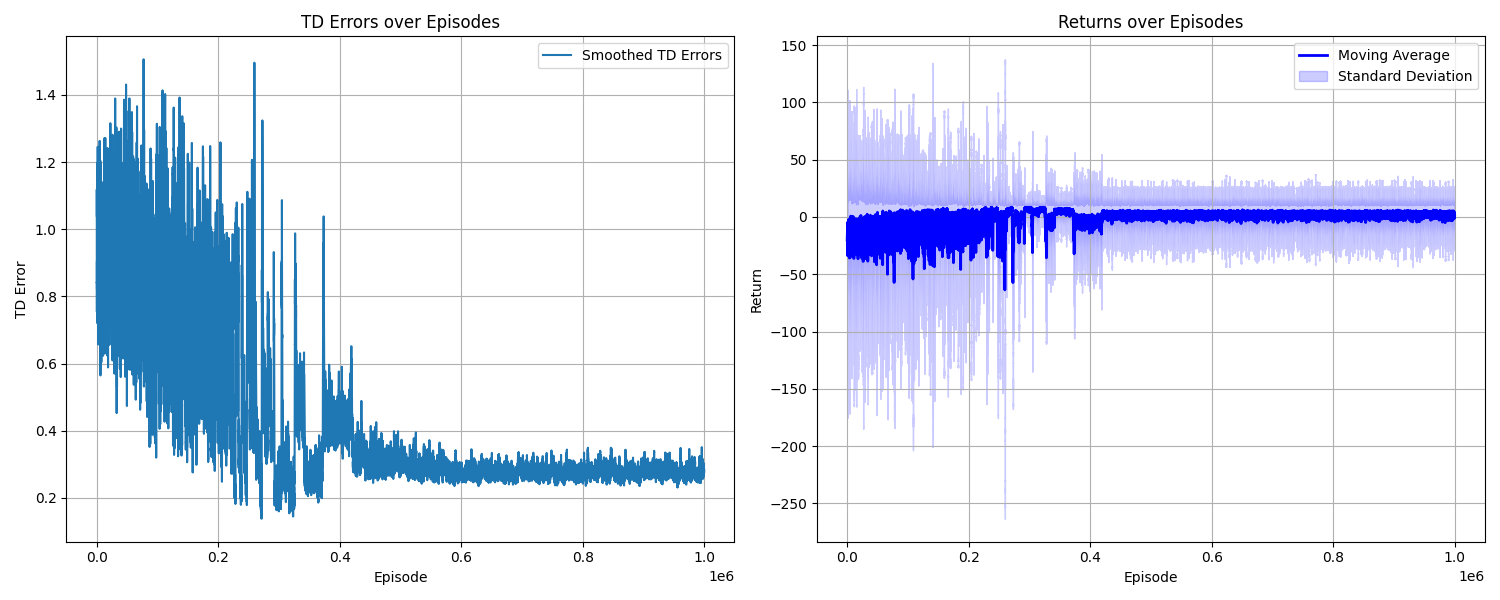 TD Errors over Episodes
Smoothed TD Errors
1.4
1.2
1.0
0.8
0.6
0.4
0.2
TD Error
0.0
0.2
0.4
0.6
0.8
1.0
1e6
Episode
Returns over Episodes
Moving Average
Standard Deviation
150
100
50
0
−50
−100
−150
−200
−250
Return
0.0
0.2
0.4
0.6
0.8
1.0
1e6
Episode